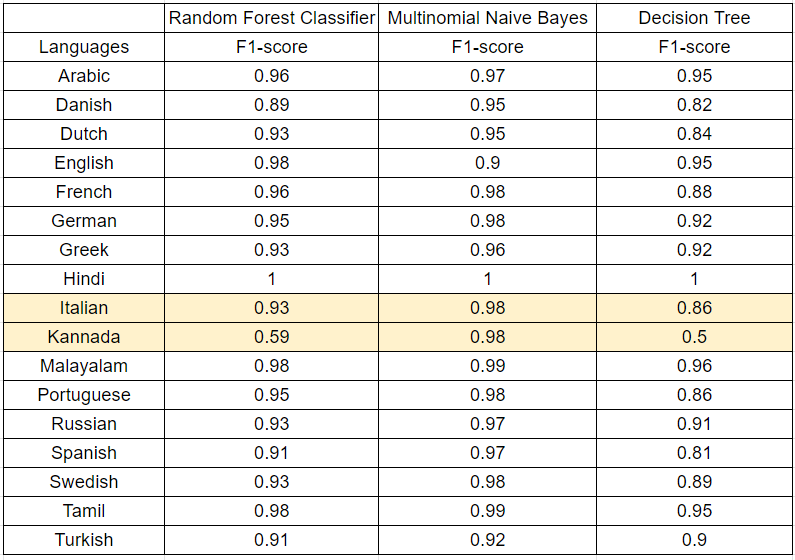 Random Forest Classifier Multinomial Naive Bayes Decision Tree
Languages F1-score F1-score F1-score
Arabic 0.96 0.97 0.95
Danish 0.89 0.95 0.82
Dutch 0.93 0.95 0.84
English 0.98 0.9 0.95
French 0.96 0.98 0.88
German 0.95 0.98 0.92
Greek 0.93 0.96 0.92
Hindi 1 1 1
Italian 0.93 0.98 0.86
Kannada 0.59 0.98 0.5
Malayalam 0.98 0.99 0.96
Portuguese 0.95 0.98 0.86
Russian 0.93 0.97 0.91
Spanish 0.91 0.97 0.81
Swedish 0.93 0.98 0.89
Tamil 0.98 0.99 0.95
Turkish 0.91 0.92 0.9